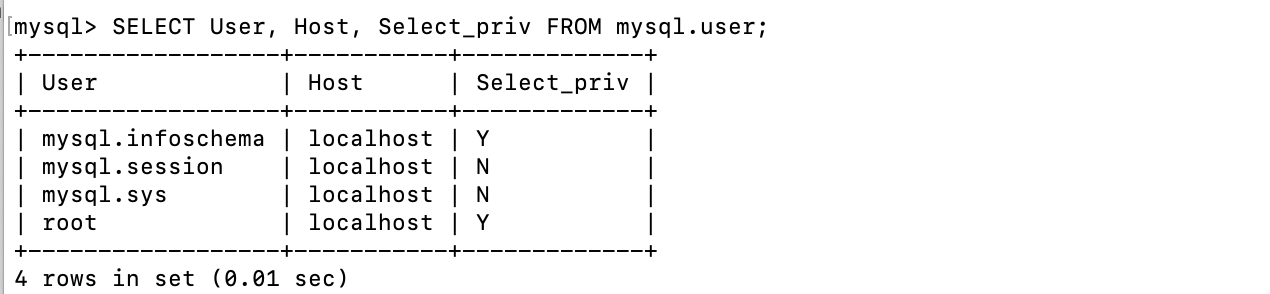 [mysql> SELECT User, Host, Select_priv FROM mysql.user;
+------------------+-----------+-------------+
| User             | Host      | Select_priv |
+------------------+-----------+-------------+
| mysql.infoschema | localhost | Y           |
| mysql.session    | localhost | N           |
| mysql.sys        | localhost | N           |
| root             | localhost | Y           |
+------------------+-----------+-------------+
4 rows in set (0.01 sec)